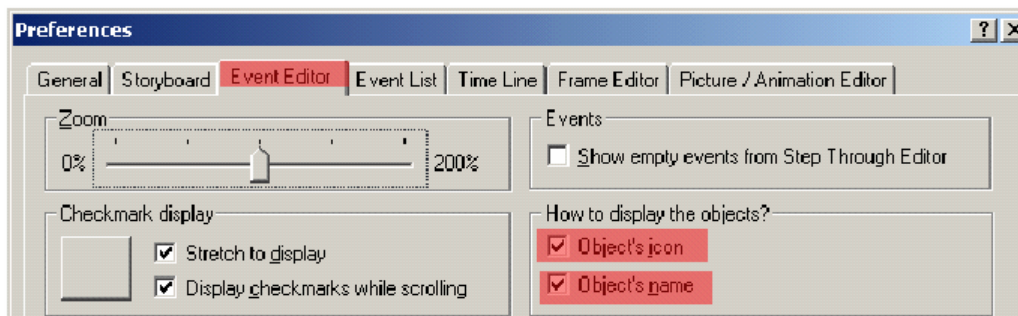 Preferences
General Storyboard Event Editor Event List Time Line Frame Editor Picture / Animation Editor
Zoom
0% 200%
Events
Show empty events from Step Through Editor
Checkmark display
Stretch to display
Display checkmarks while scrolling
How to display the objects?
Object's icon
Object's name